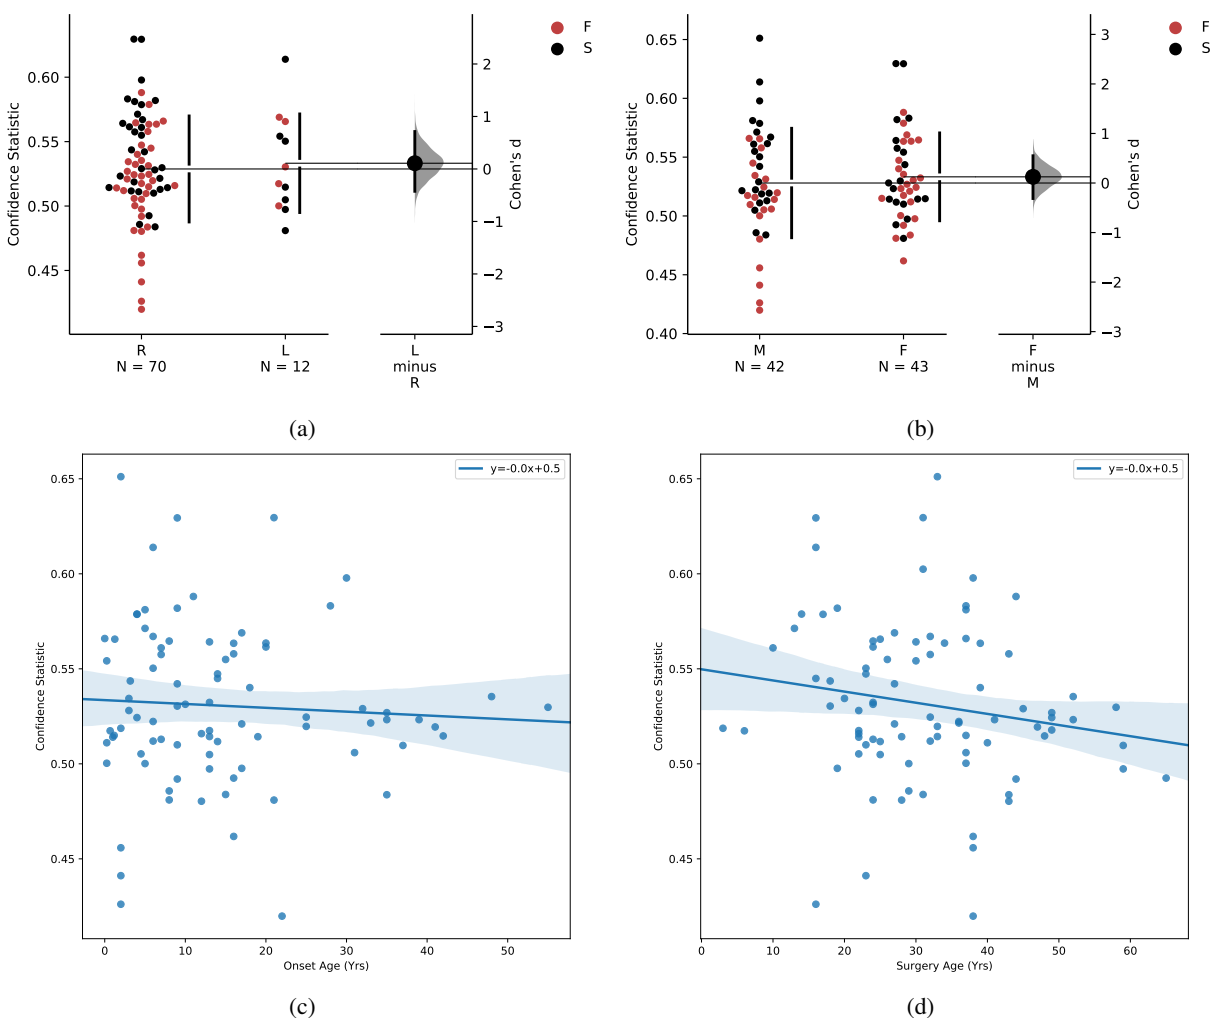 F
S
Confidence Statistic
0.60
0.55
0.50
0.45
2
1
0
−1
−2
−3
Cohen's d
R
N = 70
L
N = 12
L
minus
R
(a)
F
S
Confidence Statistic
0.65
0.60
0.55
0.50
0.45
0.40
3
2
1
0
−1
−2
−3
Cohen's d
M
N = 42
F
N = 43
F
minus
M
(b)
y=-0.0x+0.5
Confidence Statistic
0.65
0.60
0.55
0.50
0.45
0 10 20 30 40 50
Onset Age (Yrs)
(c)
y=-0.0x+0.5
Confidence Statistic
0.65
0.60
0.55
0.50
0.45
0 10 20 30 40 50 60
Surgery Age (Yrs)
(d)